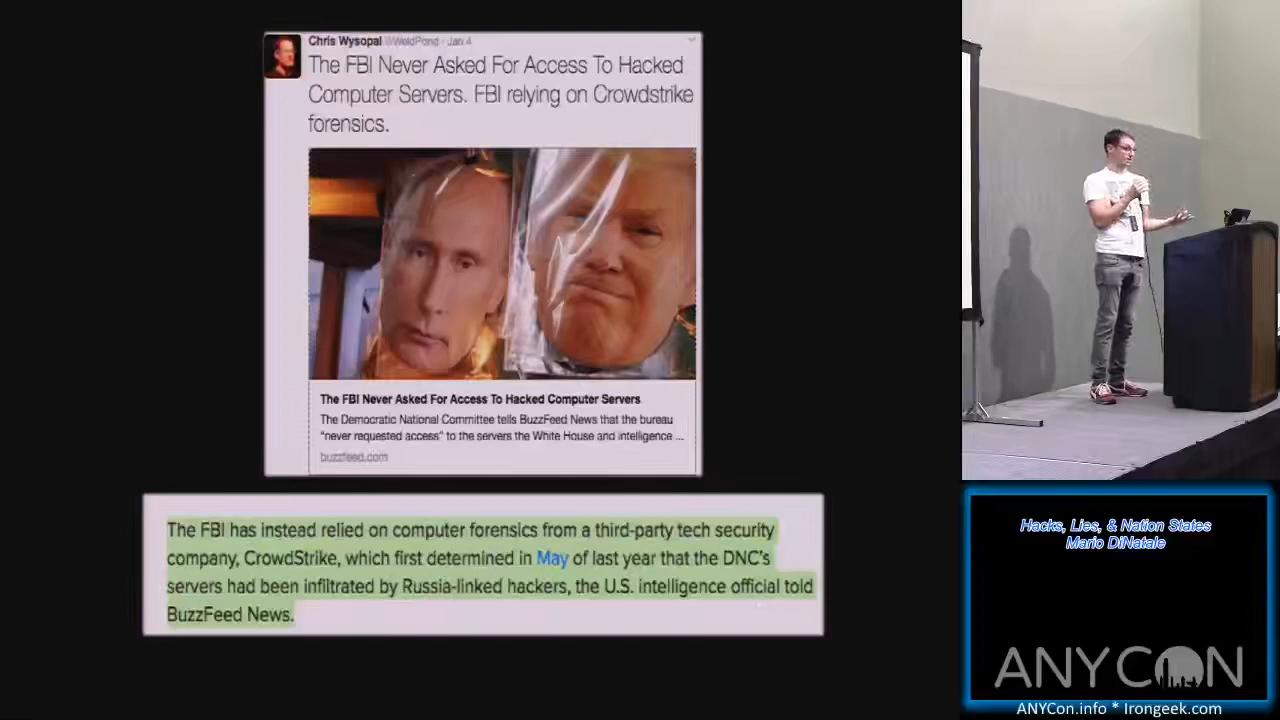 Chris Wysopal @WeldPond · Jan 4
The FBI Never Asked For Access To Hacked
Computer Servers. FBI relying on Crowdstrike
forensics.
The FBI Never Asked For Access To Hacked Computer Servers
The Democratic National Committee tells BuzzFeed News that the bureau
“never requested access” to the servers the White House and intelligence ...
buzzfeed.com
The FBI has instead relied on computer forensics from a third-party tech security
company, CrowdStrike, which first determined in May of last year that the DNC’s
servers had been infiltrated by Russia-linked hackers, the U.S. intelligence official told
BuzzFeed News.
Hacks, Lies, & Nation States
Mario DiNatale
ANYCON
ANYCon.info * Irongeek.com